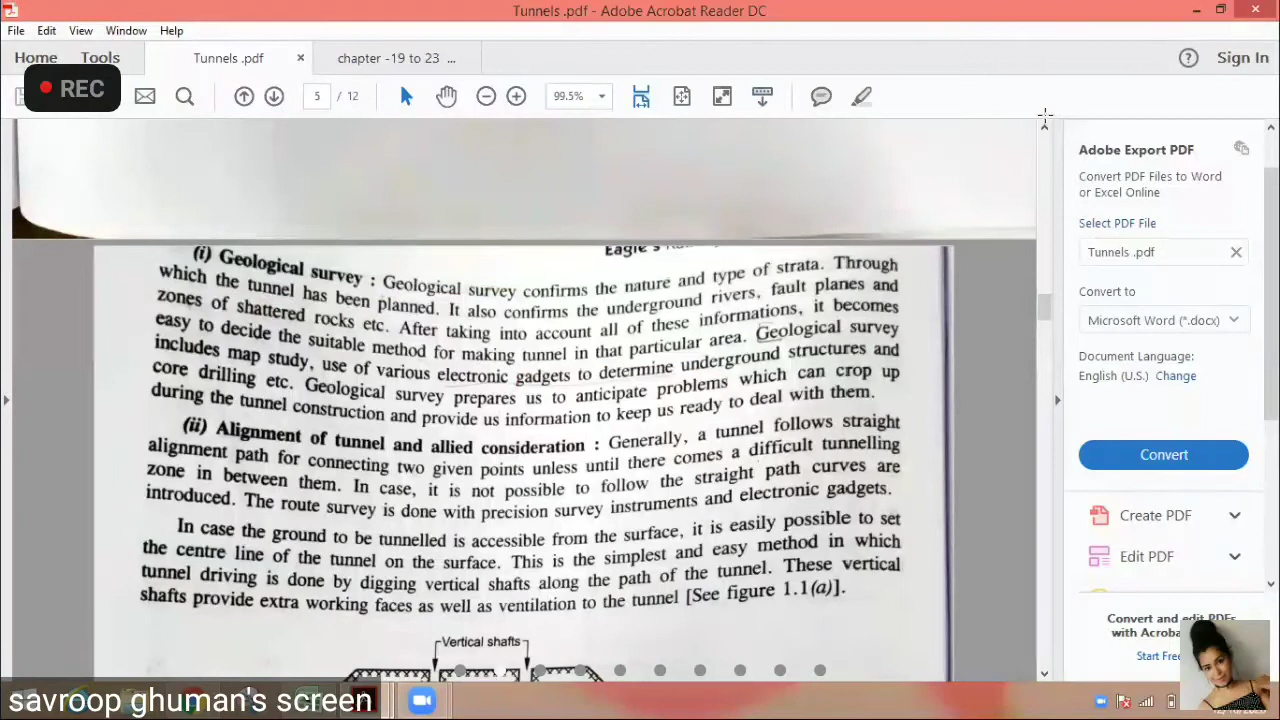 Tunnels .pdf - Adobe Acrobat Reader DC
File Edit View Window Help
Home Tools Tunnels .pdf × chapter -19 to 23 ... Sign In
REC 5 / 12 99.5%
Adobe Export PDF
Convert PDF Files to Word
or Excel Online
Select PDF File
Tunnels .pdf
Convert to
Microsoft Word (*.docx)
Document Language:
English (U.S.) Change
Convert
Create PDF
Edit PDF
Convert and edit PDFs
with Acroba
Start Free
Eagle's
(i) Geological survey : Geological survey confirms the nature and type of strata. Through
which the tunnel has been planned. It also confirms the underground rivers, fault planes and
zones of shattered rocks etc. After taking into account all of these informations, it becomes
easy to decide the suitable method for making tunnel in that particular area. Geological survey
includes map study, use of various electronic gadgets to determine underground structures and
core drilling etc. Geological survey prepares us to anticipate problems which can crop up
during the tunnel construction and provide us information to keep us ready to deal with them.
(ii) Alignment of tunnel and allied consideration : Generally, a tunnel follows straight
alignment path for connecting two given points unless until there comes a difficult tunnelling
zone in between them. In case, it is not possible to follow the straight path curves are
introduced. The route survey is done with precision survey instruments and electronic gadgets.
In case the ground to be tunnelled is accessible from the surface, it is easily possible to set
the centre line of the tunnel on the surface. This is the simplest and easy method in which
tunnel driving is done by digging vertical shafts along the path of the tunnel. These vertical
shafts provide extra working faces as well as ventilation to the tunnel [See figure 1.1(a)].
Vertical shafts
savroop ghuman's screen